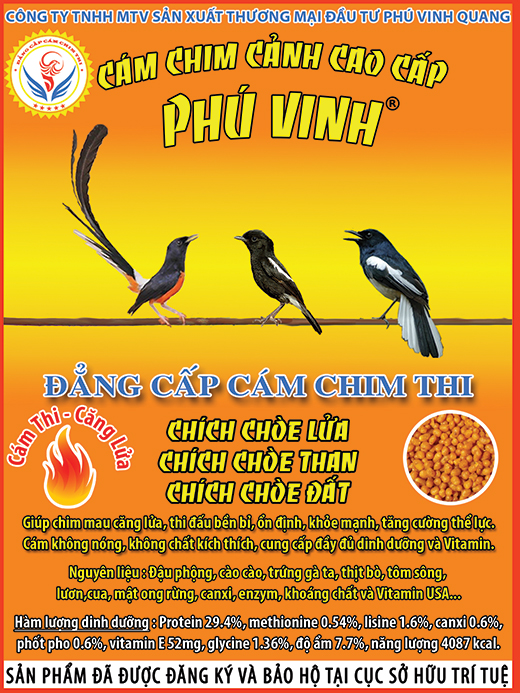 CÔNG TY TNHH MTV SẢN XUẤT THƯƠNG MẠI ĐẦU TƯ PHÚ VINH QUANG
ĐẲNG CẤP CÁM CHIM THI
CÁM CHIM CẢNH CAO CẤP
PHÚ VINH®
ĐẲNG CẤP CÁM CHIM THI
Cám Thi - Căng Lửa
CHÍCH CHÒE LỬA
CHÍCH CHÒE THAN
CHÍCH CHÒE ĐẤT
Giúp chim mau căng lửa, thi đấu bền bỉ, ổn định, khỏe mạnh, tăng cường thể lực.
Cám không nóng, không chất kích thích, cung cấp đầy đủ dinh dưỡng và Vitamin.
Nguyên liệu : Đậu phộng, cào cào, trứng gà ta, thịt bò, tôm sông,
lươn,cua, mật ong rừng, canxi, enzym, khoáng chất và Vitamin USA...
Hàm lượng dinh dưỡng : Protein 29.4%, methionine 0.54%, lisine 1.6%, canxi 0.6%,
phốt pho 0.6%, vitamin E 52mg, glycine 1.36%, độ ẩm 7.7%, năng lượng 4087 kcal.
SẢN PHẨM ĐÃ ĐƯỢC ĐĂNG KÝ VÀ BẢO HỘ TẠI CỤC SỞ HỮU TRÍ TUỆ